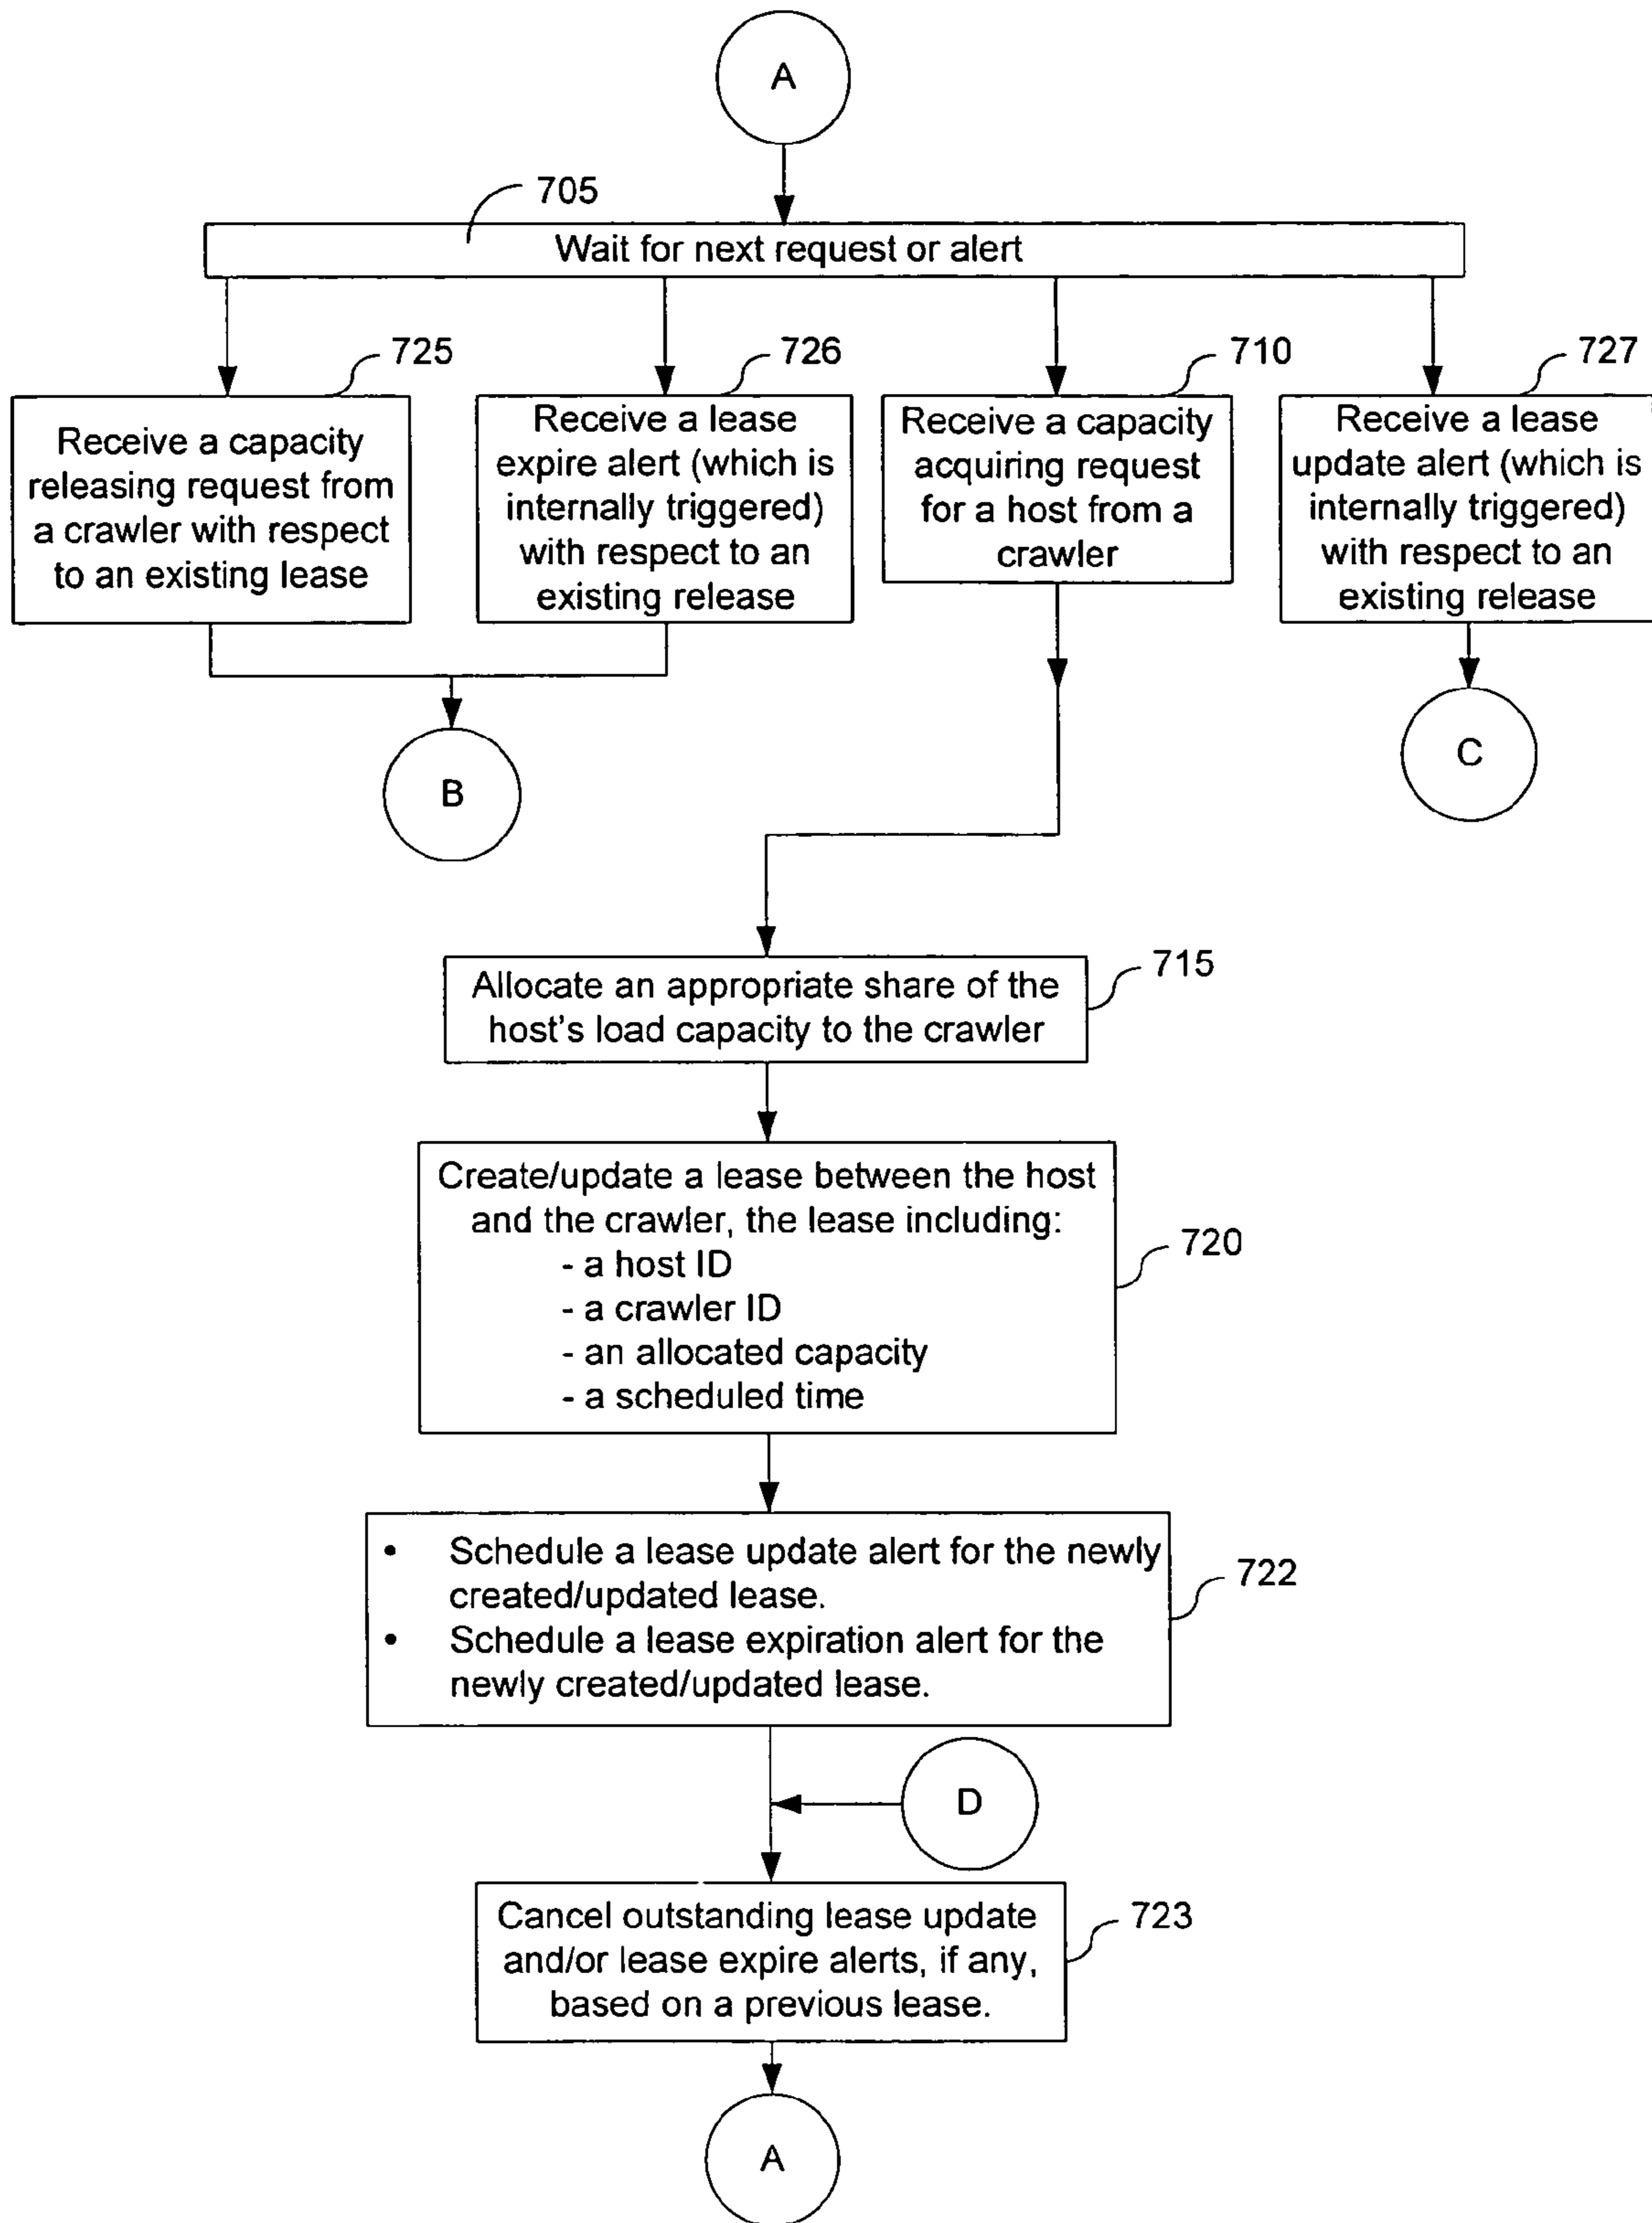 A
705
Wait for next request or alert
725
726
710
727
Receive a capacity
releasing request from
a crawler with respect
to an existing lease
Receive a lease
expire alert (which is
internally triggered)
with respect to an
existing release
Receive a capacity
acquiring request
for a host from a
crawler
Receive a lease
update alert (which is
internally triggered)
with respect to an
existing release
B
C
Allocate an appropriate share of the
host's load capacity to the crawler
715
Create/update a lease between the host
and the crawler, the lease including:
- a host ID
- a crawler ID
- an allocated capacity
- a scheduled time
720
• Schedule a lease update alert for the newly
created/updated lease.
• Schedule a lease expiration alert for the
newly created/updated lease.
722
D
Cancel outstanding lease update
and/or lease expire alerts, if any,
based on a previous lease.
723
A